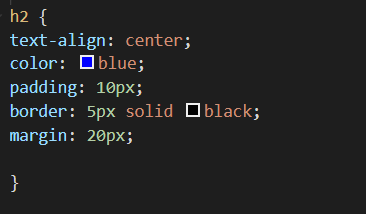 h2 {
text-align: center;
color: blue;
padding: 10px;
border: 5px solid black;
margin: 20px;
}